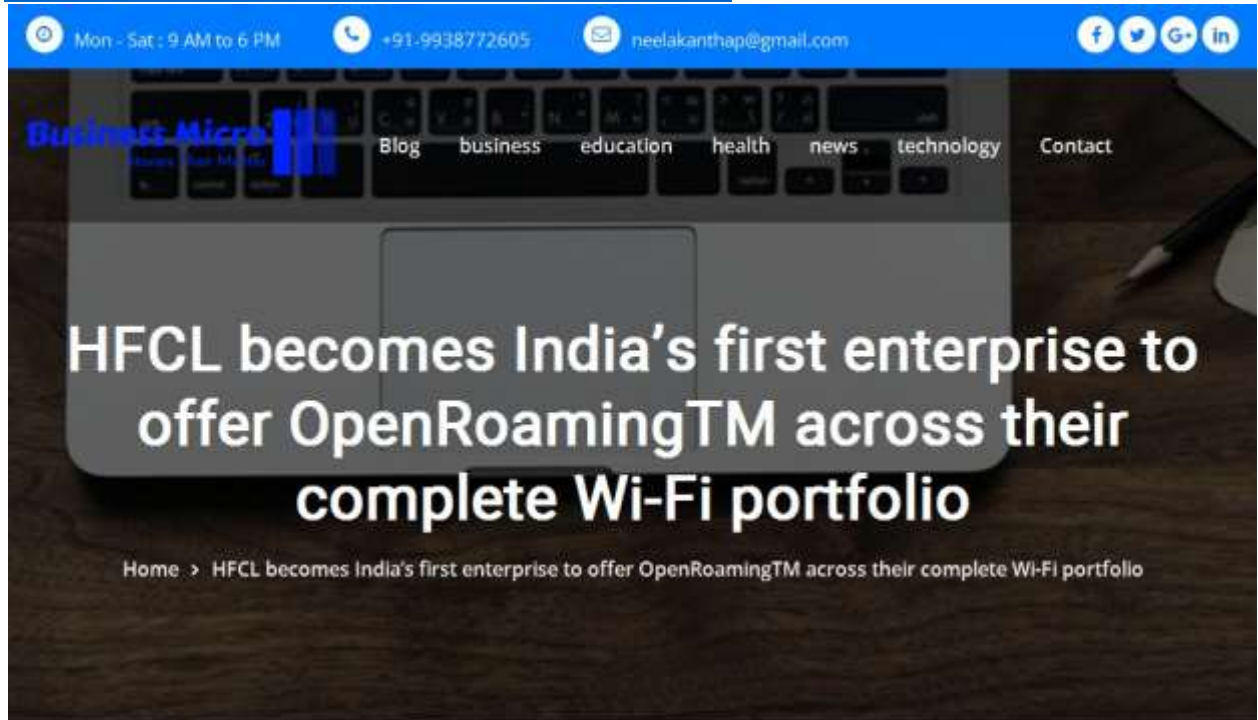 Mon - Sat : 9 AM to 6 PM
+91-9938772605
neelakanthap@gmail.com
f G+ in
Business Micro
Blog business education health news technology Contact
HFCL becomes India's first enterprise to
offer OpenRoamingTM across their
complete Wi-Fi portfolio
Home > HFCL becomes India's first enterprise to offer OpenRoamingTM across their complete Wi-Fi portfolio